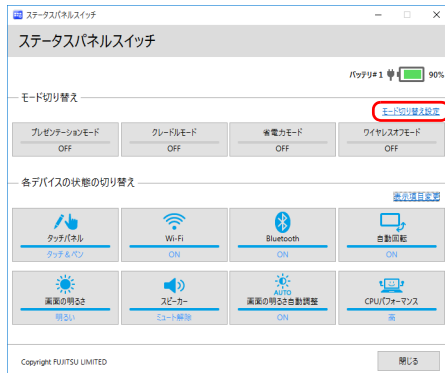 ステータスパネルスイッチ
ステータスパネルスイッチ
バッテリ#1 90%
モード切り替え
モード切り替え設定
プレゼンテーションモード クレードルモード 省電力モード ワイヤレスオフモード
OFF OFF OFF OFF
各デバイスの状態の切り替え
表示項目変更
タッチパネル Wi-Fi Bluetooth 自動回転
タッチ&ペン ON ON ON
AUTO
画面の明るさ スピーカー 画面の明るさ自動調整 CPUパフォーマンス
明るい ミュート解除 ON 高
Copyright FUJITSU LIMITED 閉じる